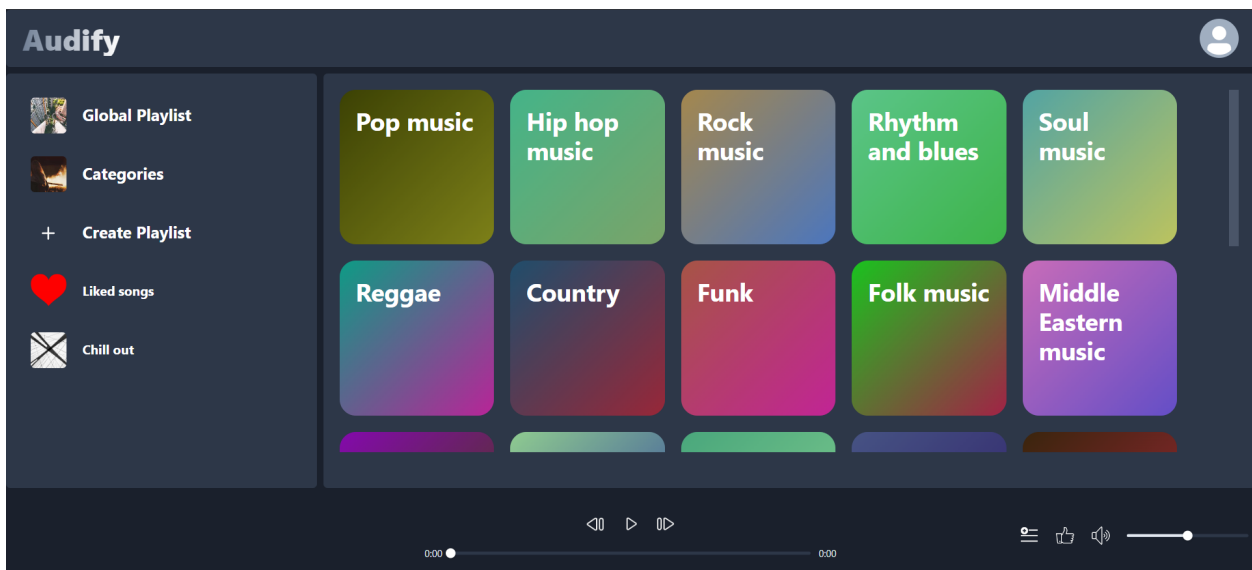 Audify
Global Playlist
Categories
Create Playlist
Liked songs
Chill out
Pop music
Hip hop
music
Rock
music
Rhythm
and blues
Soul
music
Reggae
Country
Funk
Folk music
Middle
Eastern
music
0:00
0:00